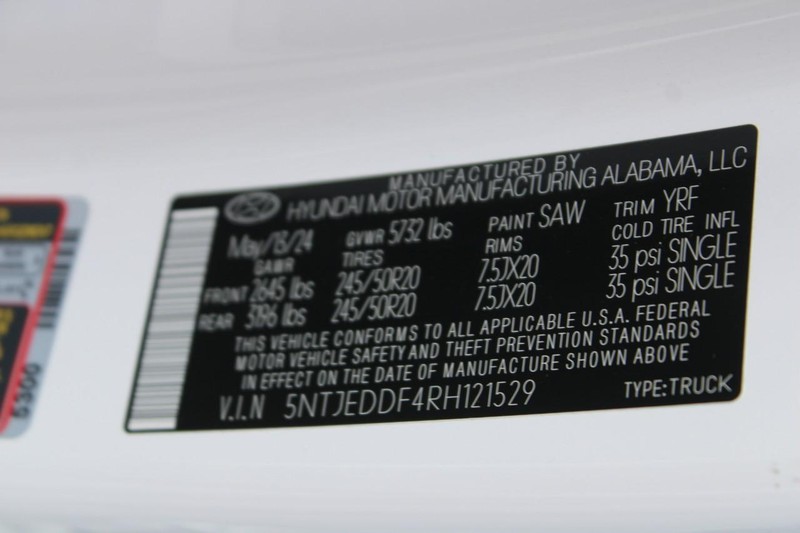 MANUFACTURED BY
HYUNDAI MOTOR MANUFACTURING ALABAMA, LLC
May/15/24 GVWR 5732 lbs PAINT SAW TRIM YRF
GAWR TIRES RIMS COLD TIRE INFL
FRONT 2645 lbs 245/50R20 7.5JX20 35 psi SINGLE
REAR 3196 lbs 245/50R20 7.5JX20 35 psi SINGLE
THIS VEHICLE CONFORMS TO ALL APPLICABLE U.S.A. FEDERAL
MOTOR VEHICLE SAFETY AND THEFT PREVENTION STANDARDS
IN EFFECT ON THE DATE OF MANUFACTURE SHOWN ABOVE
V.I.N 5NTJEDDF4RH121529 TYPE:TRUCK